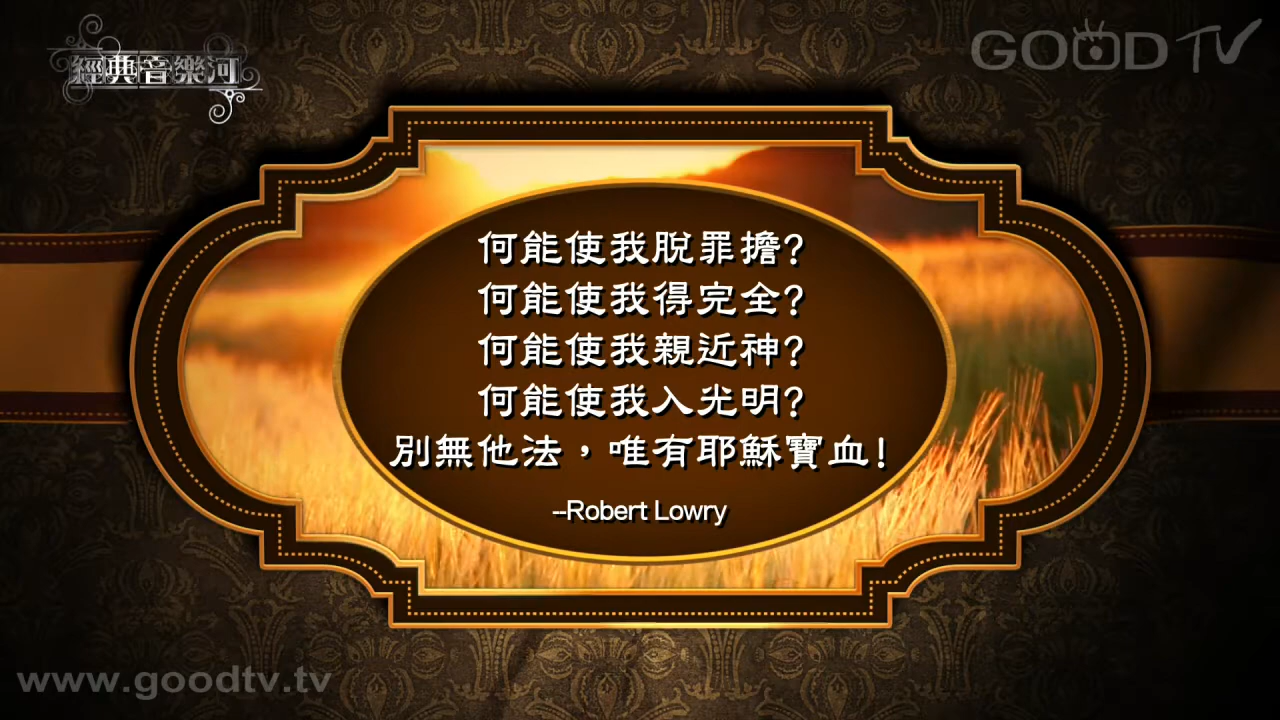 經典音樂河
GOOD TV
何能使我脫罪擔?
何能使我得完全?
何能使我親近神?
何能使我入光明?
別無他法，唯有耶穌寶血!
--Robert Lowry
www.goodtv.tv